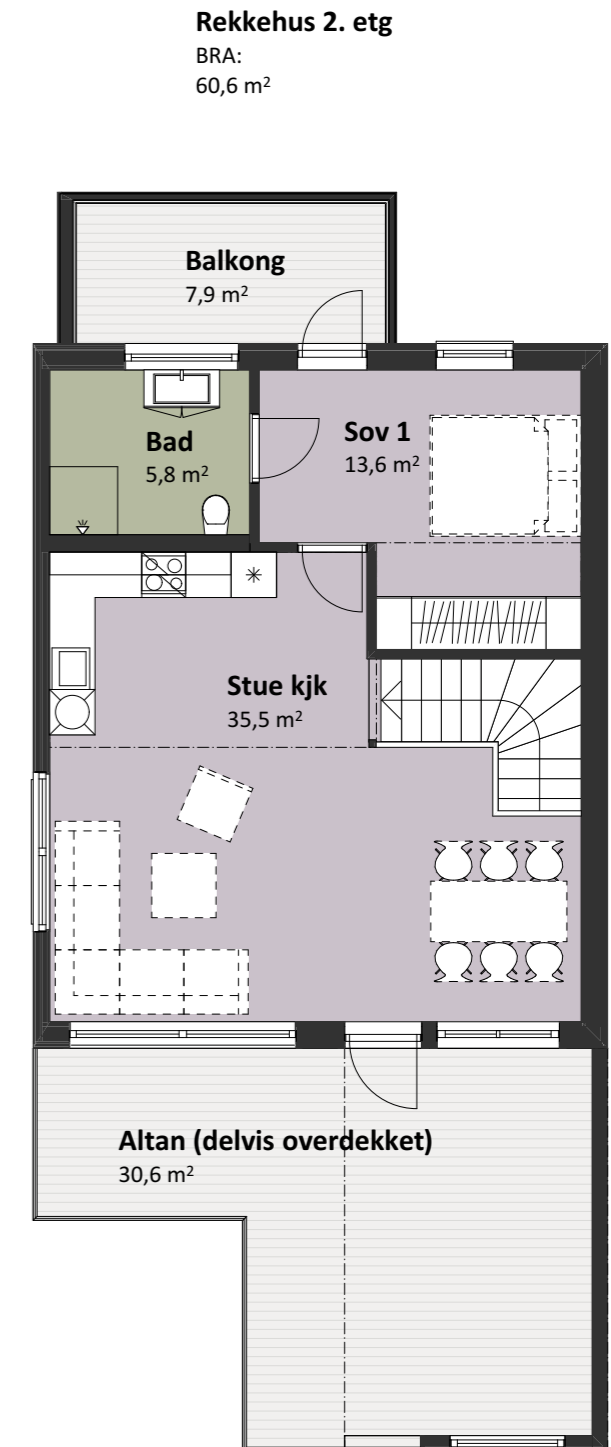 Rekkehus 2. etg
BRA:
60,6 m²
Balkong
7,9 m²
Bad
5,8 m²
Sov 1
13,6 m²
Stue kjk
35,5 m²
Altan (delvis overdekket)
30,6 m²